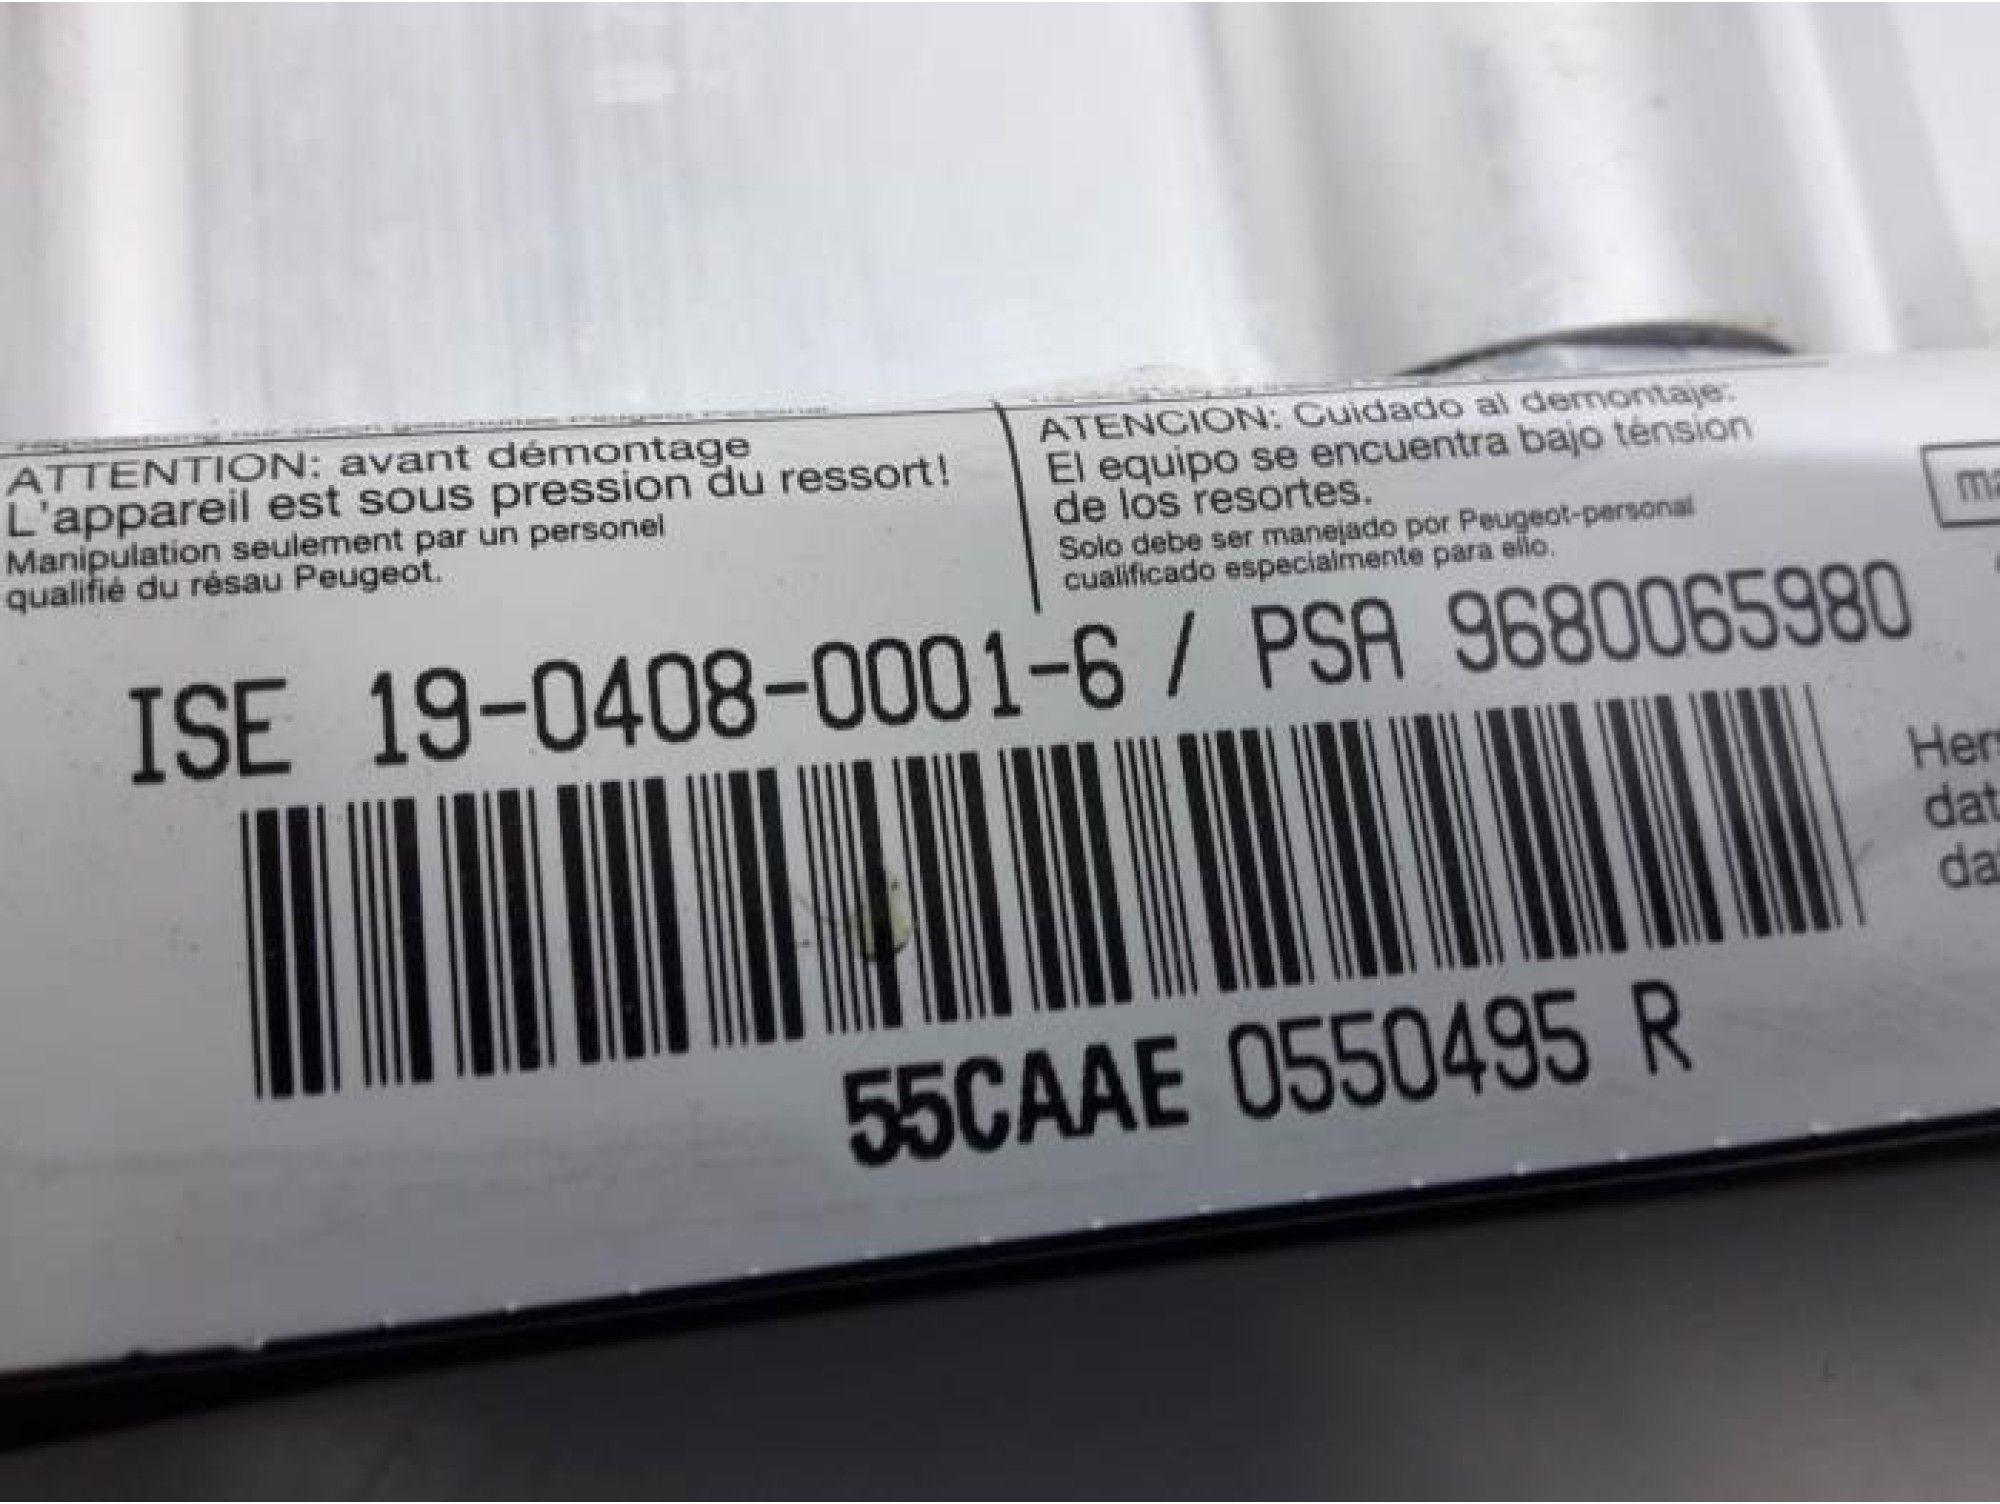 ATTENTION: avant démontage
L'appareil est sous pression du ressort!
Manipulation seulement par un personel
qualifié du résau Peugeot.
ATENCION: Cuidado al demontaje:
El equipo se encuentra bajo ténsion
de los resortes.
Solo debe ser manejado por Peugeot-personal
cualificado especialmente para ello.
ISE 19-0408-0001-6 / PSA 9680065980
55CAAE 0550495 R